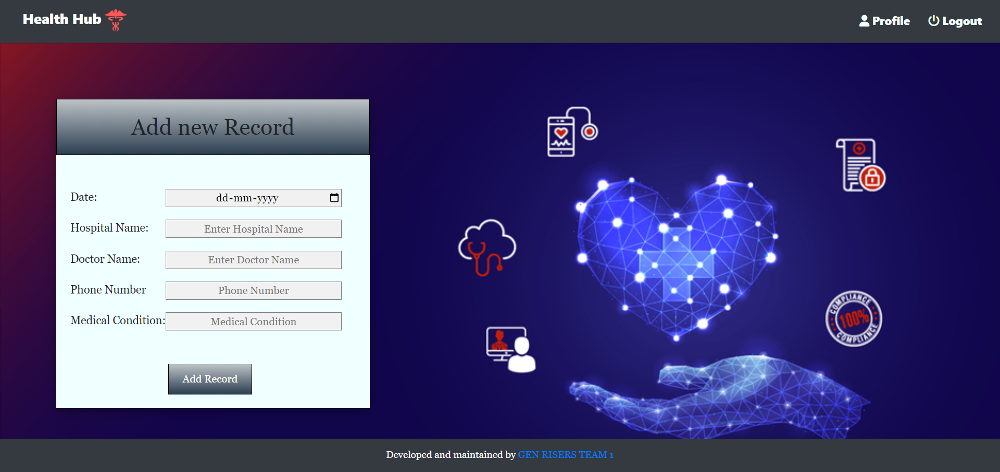 Health Hub
Profile
Logout
Add new Record
Date:
dd-mm-yyyy
Hospital Name:
Enter Hospital Name
Doctor Name:
Enter Doctor Name
Phone Number
Phone Number
Medical Condition:
Medical Condition
Add Record
COMPLIANCE
100%
COMPLIANCE
Developed and maintained by GEN RISERS TEAM 1